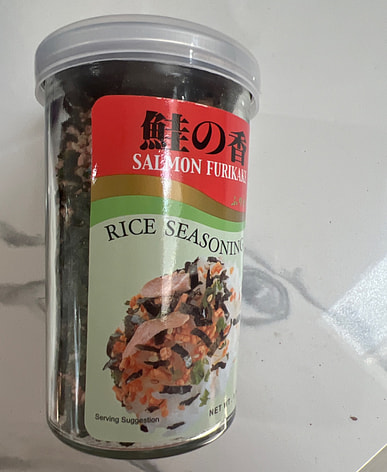 鮭の香
SALMON FURIKAKE
RICE SEASONING
Serving Suggestion
NET WT.